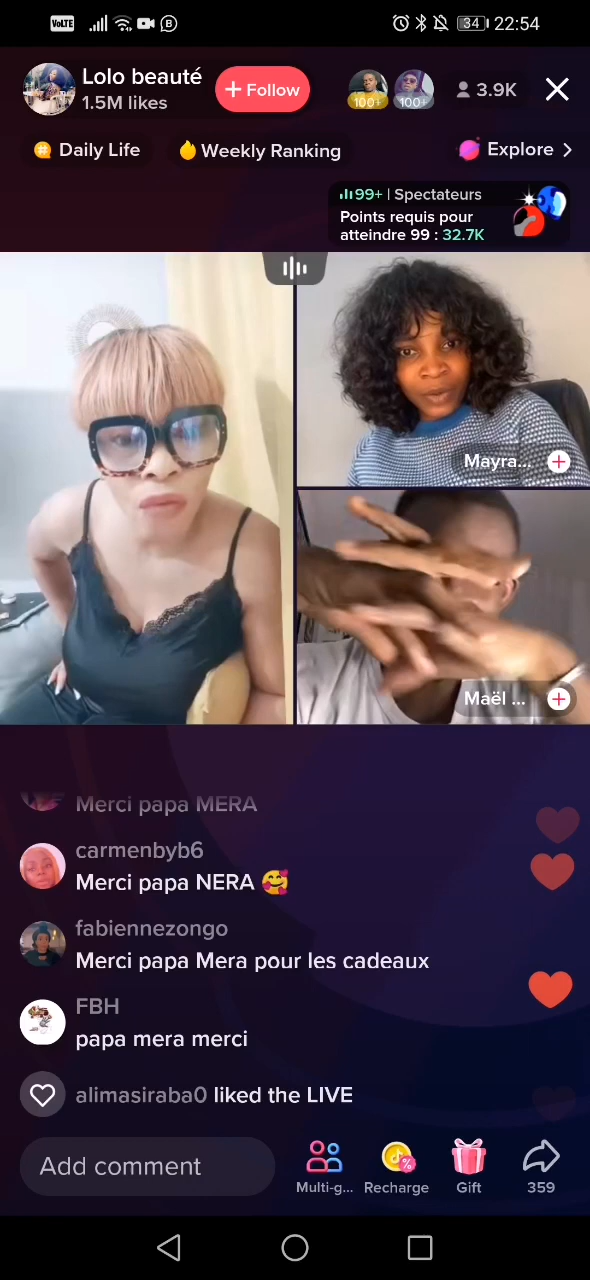 VoLTE
B
34
22:54
Lolo beauté
1.5M likes
+ Follow
100+
100+
3.9K
Daily Life
Weekly Ranking
Explore
99+ | Spectateurs
Points requis pour
atteindre 99 : 32.7K
Mayra...
Maël ...
Merci papa MERA
carmenbyb6
Merci papa NERA 🥰
fabiennezongo
Merci papa Mera pour les cadeaux
FBH
papa mera merci
alimasiraba0 liked the LIVE
Add comment
Multi-g...
Recharge
Gift
359